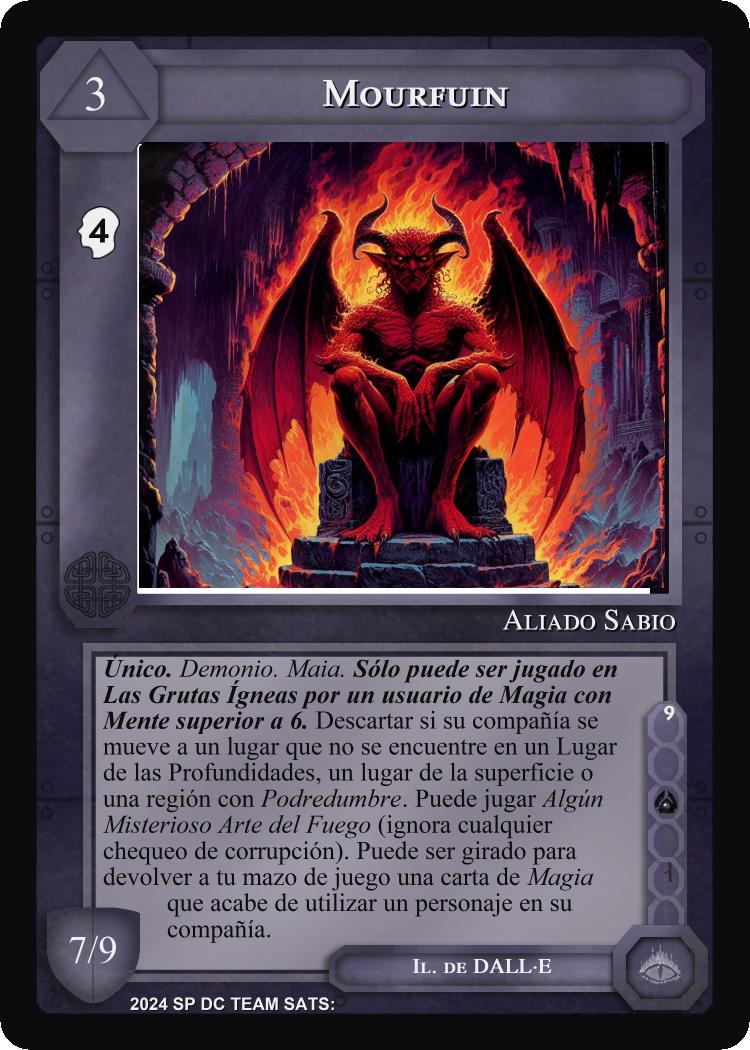 3
Mourfuin
4
Aliado Sabio
Único. Demonio. Maia. Sólo puede ser jugado en
Las Grutas Ígneas por un usuario de Magia con
Mente superior a 6. Descartar si su compañía se
mueve a un lugar que no se encuentre en un Lugar
de las Profundidades, un lugar de la superficie o
una región con Podredumbre. Puede jugar Algún
Misterioso Arte del Fuego (ignora cualquier
chequeo de corrupción). Puede ser girado para
devolver a tu mazo de juego una carta de Magia
que acabe de utilizar un personaje en su
compañía.
9
1
7/9
Il. de DALL·E
2024 SP DC TEAM SATS: